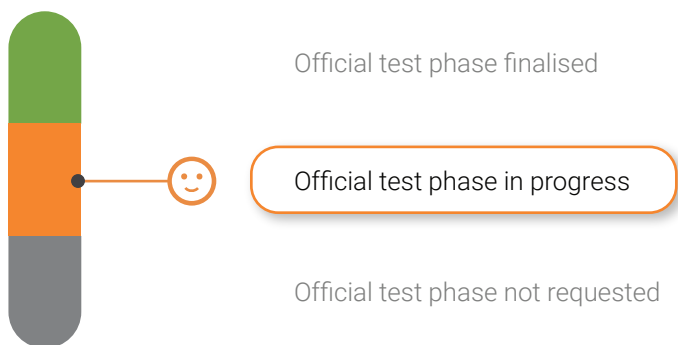 Official test phase finalised
Official test phase in progress
Official test phase not requested